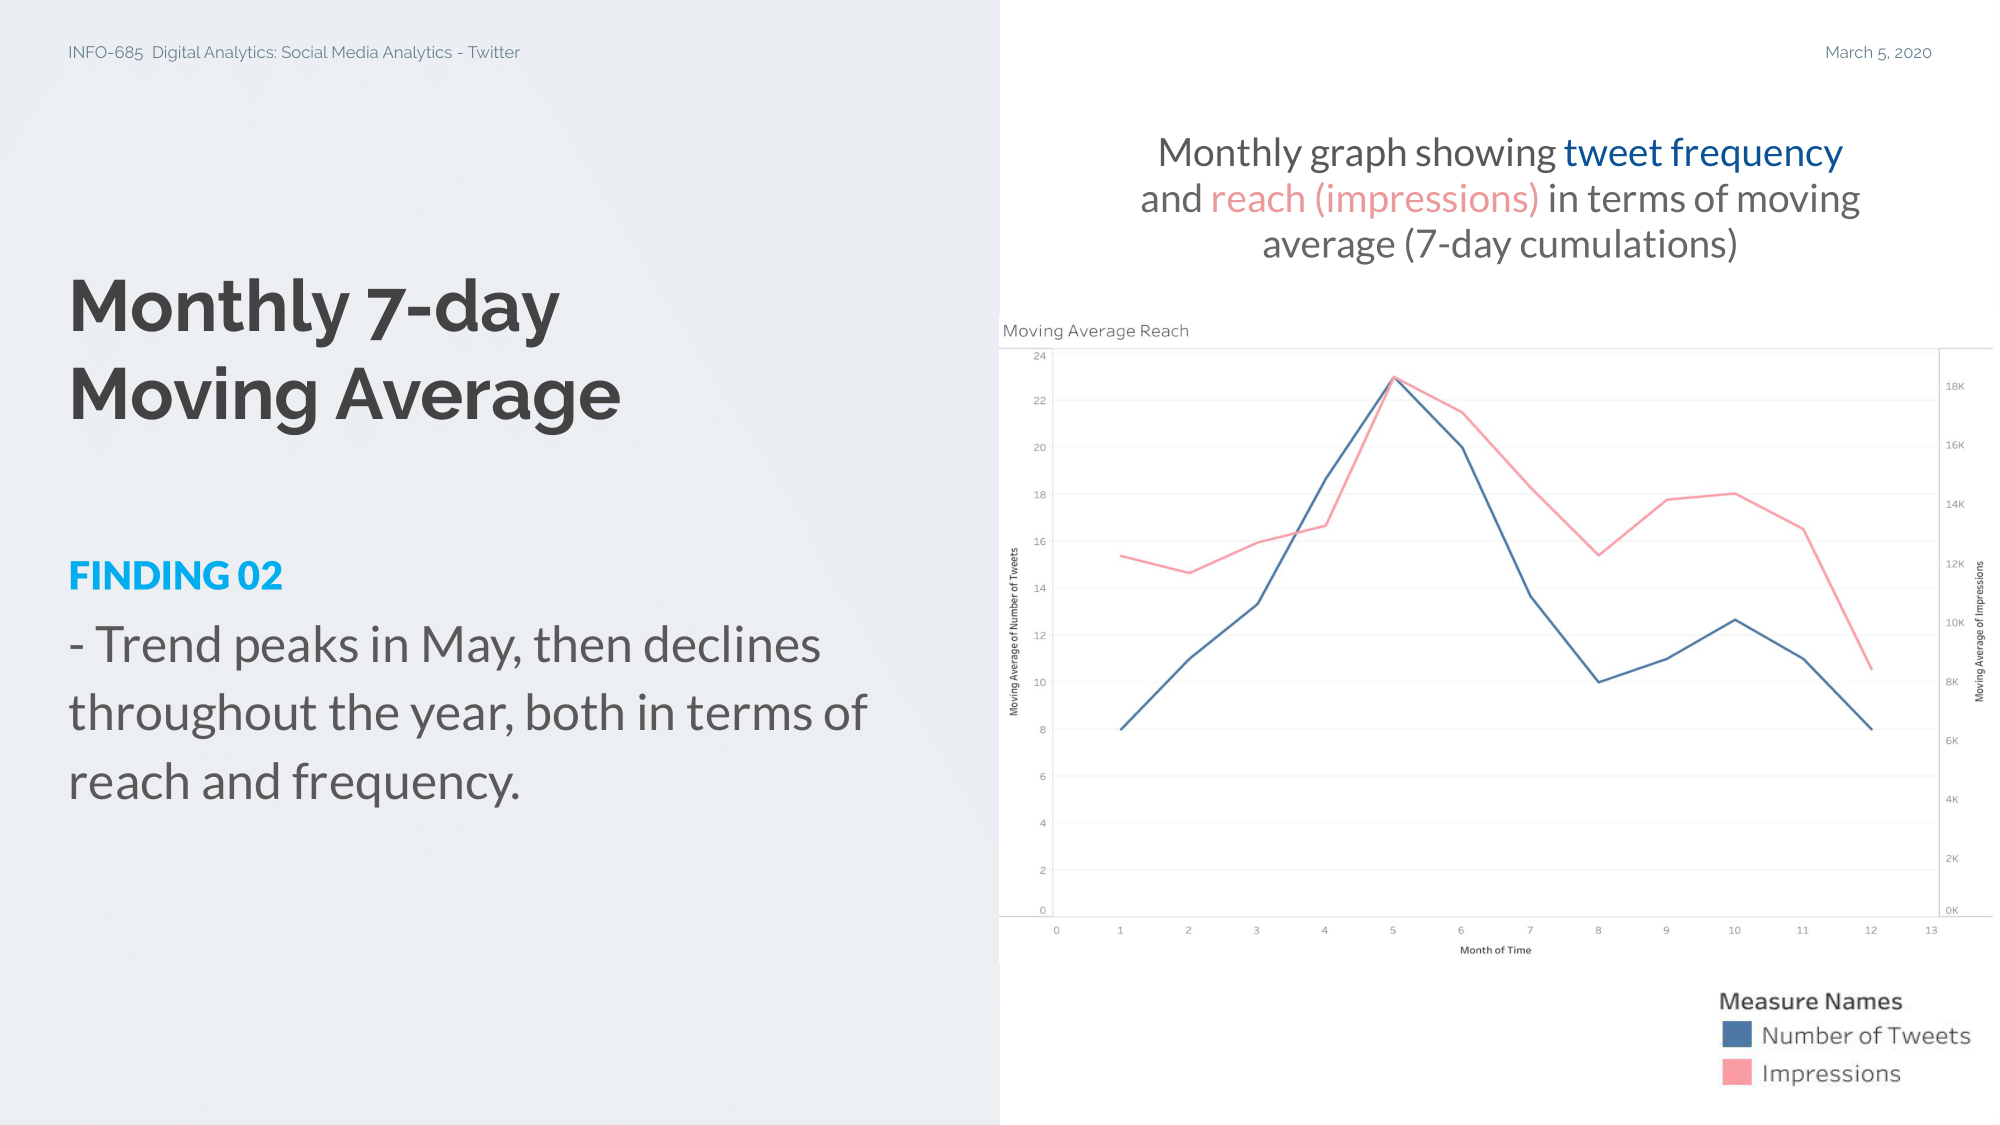 INFO-685 Digital Analytics: Social Media Analytics - Twitter
March 5, 2020
Monthly 7-day
Moving Average
FINDING 02
- Trend peaks in May, then declines
throughout the year, both in terms of
reach and frequency.
Monthly graph showing tweet frequency
and reach (impressions) in terms of moving
average (7-day cumulations)
Moving Average Reach
Moving Average of Number of Tweets
24
22
20
18
16
14
12
10
8
6
4
2
0
18K
16K
14K
12K
10K
8K
6K
4K
2K
0K
Moving Average of Impressions
0 1 2 3 4 5 6 7 8 9 10 11 12 13
Month of Time
Measure Names
Number of Tweets
Impressions